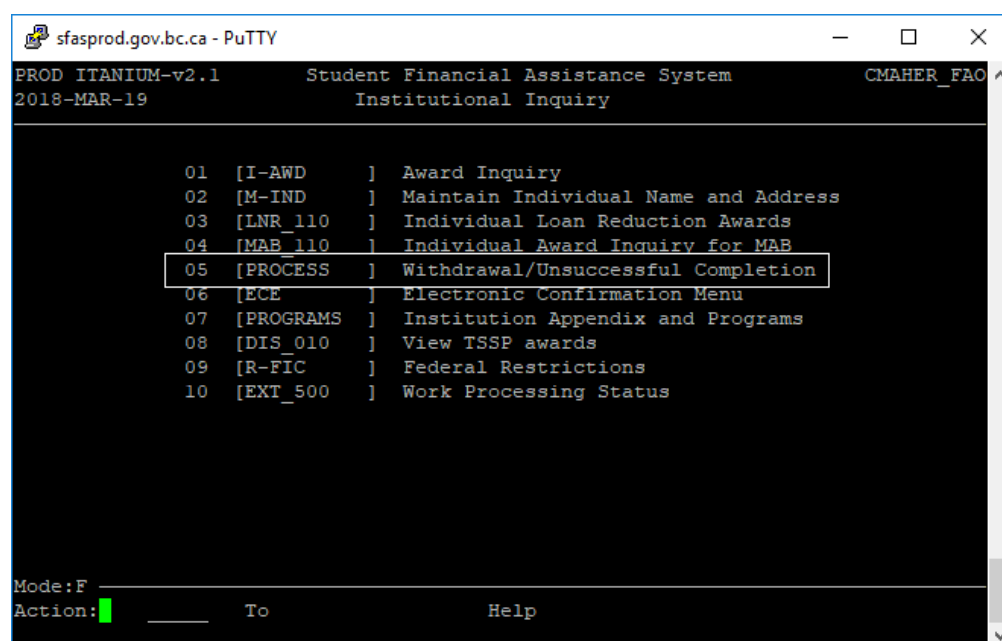 sfasprod.gov.bc.ca - PuTTY
PROD ITANIUM-v2.1 Student Financial Assistance System CMAHER_FAO
2018-MAR-19 Institutional Inquiry
01 [I-AWD ] Award Inquiry
02 [M-IND ] Maintain Individual Name and Address
03 [LNR_110 ] Individual Loan Reduction Awards
04 [MAB_110 ] Individual Award Inquiry for MAB
05 [PROCESS ] Withdrawal/Unsuccessful Completion
06 [ECE ] Electronic Confirmation Menu
07 [PROGRAMS ] Institution Appendix and Programs
08 [DIS_010 ] View TSSP awards
09 [R-FIC ] Federal Restrictions
10 [EXT_500 ] Work Processing Status
Mode:F
Action: _____ To Help